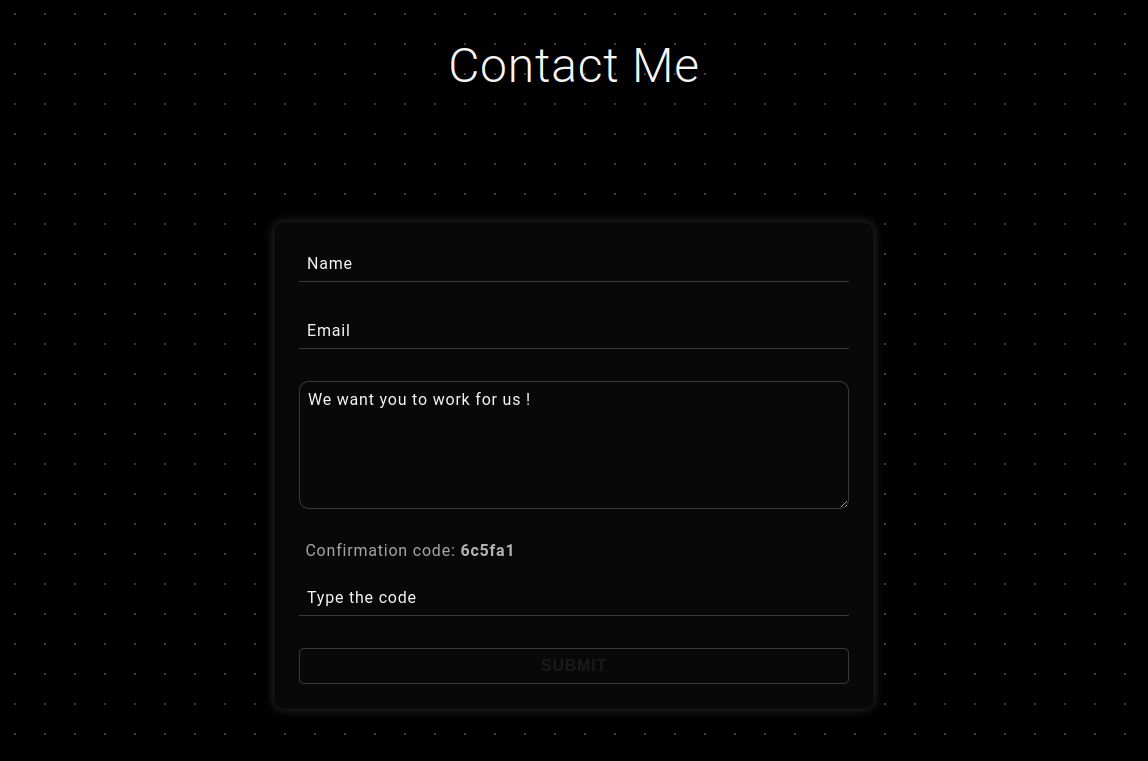 Contact Me
Name
Email
We want you to work for us !
Confirmation code: 6c5fa1
Type the code
SUBMIT